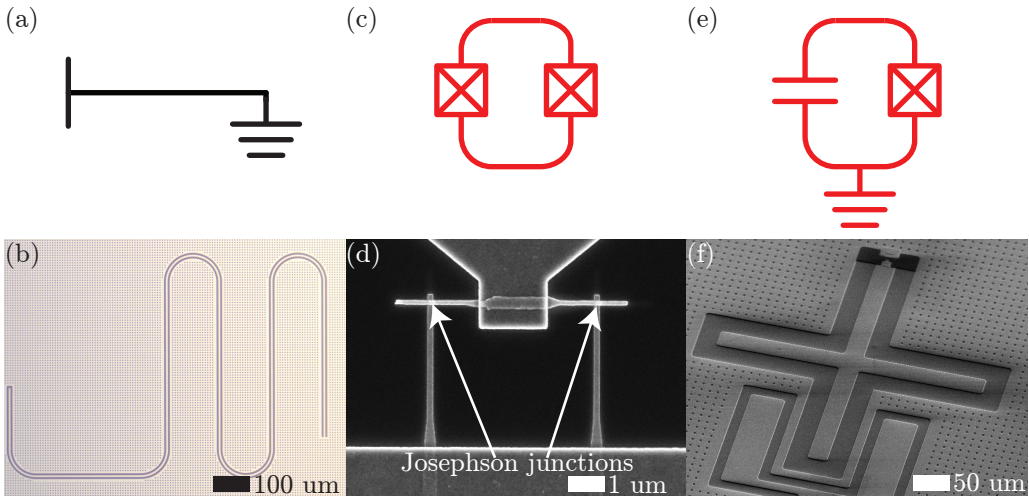 (a)
(c)
(e)
(b)
(d)
(f)
Josephson junctions
100 um
1 um
50 um